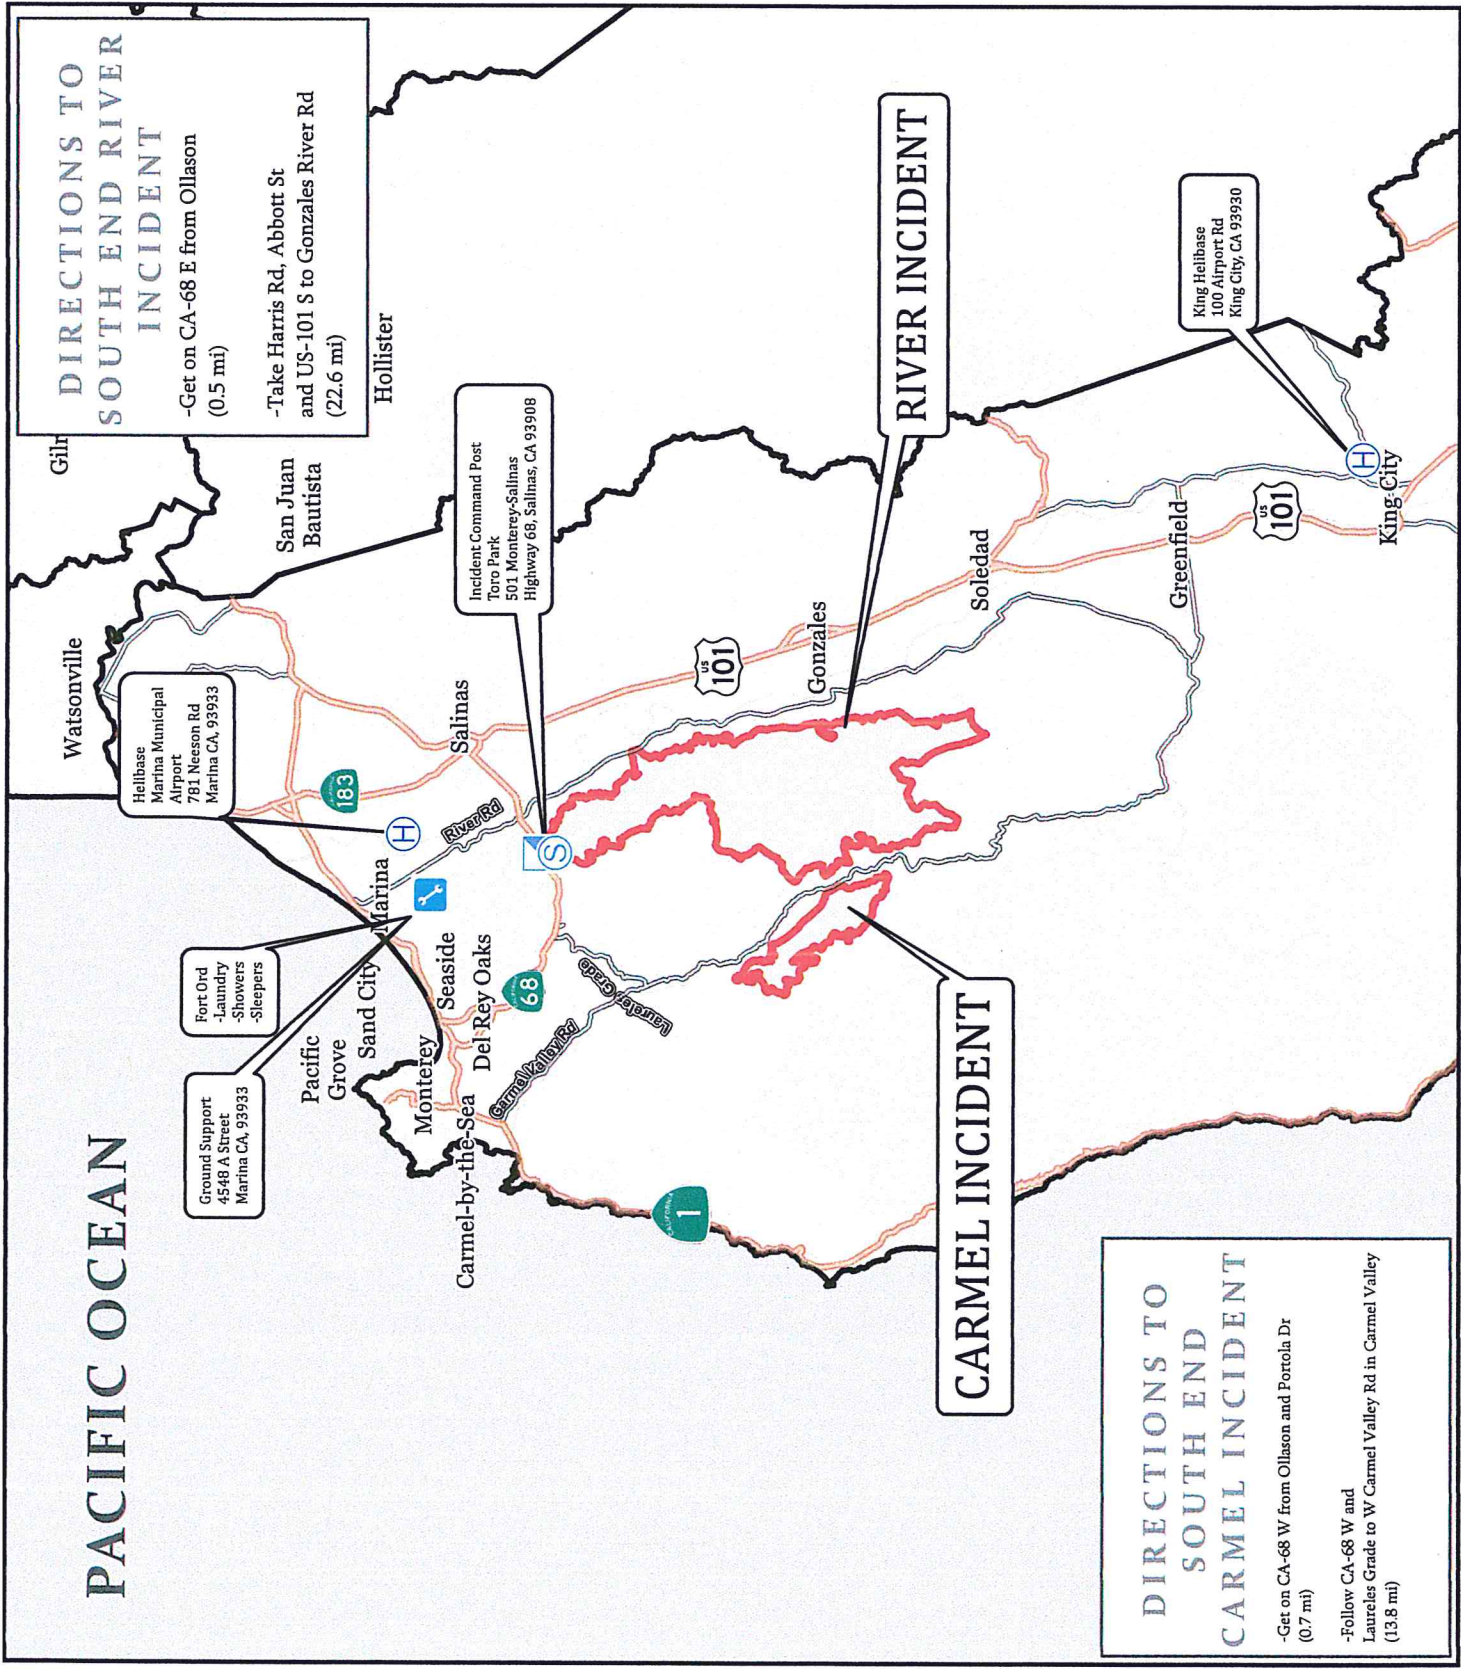 PACIFIC OCEAN
DIRECTIONS TO
SOUTH END RIVER
INCIDENT
-Get on CA-68 E from Ollason
(0.5 mi)
-Take Harris Rd, Abbott St
and US-101 S to Gonzales River Rd
(22.6 mi)
Watsonville
Gilr
San Juan
Bautista
Hollister
Helibase
Marina Municipal
Airport
781 Neeson Rd
Marina CA, 93933
Fort Ord
-Laundry
-Showers
-Sleepers
Ground Support
4548 A Street
Marina CA, 93933
Incident Command Post
Toro Park
501 Monterey-Salinas
Highway 68, Salinas, CA 93908
CALIFORNIA
183
H
Marina
Salinas
River Rd
Pacific
Grove
Sand City
Seaside
Monterey
Del Rey Oaks
CALIFORNIA
68
S
Carmel-by-the-Sea
Carmel Valley Rd
Laureles Grade
CALIFORNIA
1
US
101
Gonzales
RIVER INCIDENT
CARMEL INCIDENT
Soledad
Greenfield
US
101
King Helibase
100 Airport Rd
King City, CA 93930
H
King City
DIRECTIONS TO
SOUTH END
CARMEL INCIDENT
-Get on CA-68 W from Ollason and Portola Dr
(0.7 mi)
-Follow CA-68 W and
Laureles Grade to W Carmel Valley Rd in Carmel Valley
(13.8 mi)